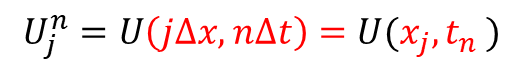 U_j^n = U(jΔx, nΔt) = U(x_j, t_n )